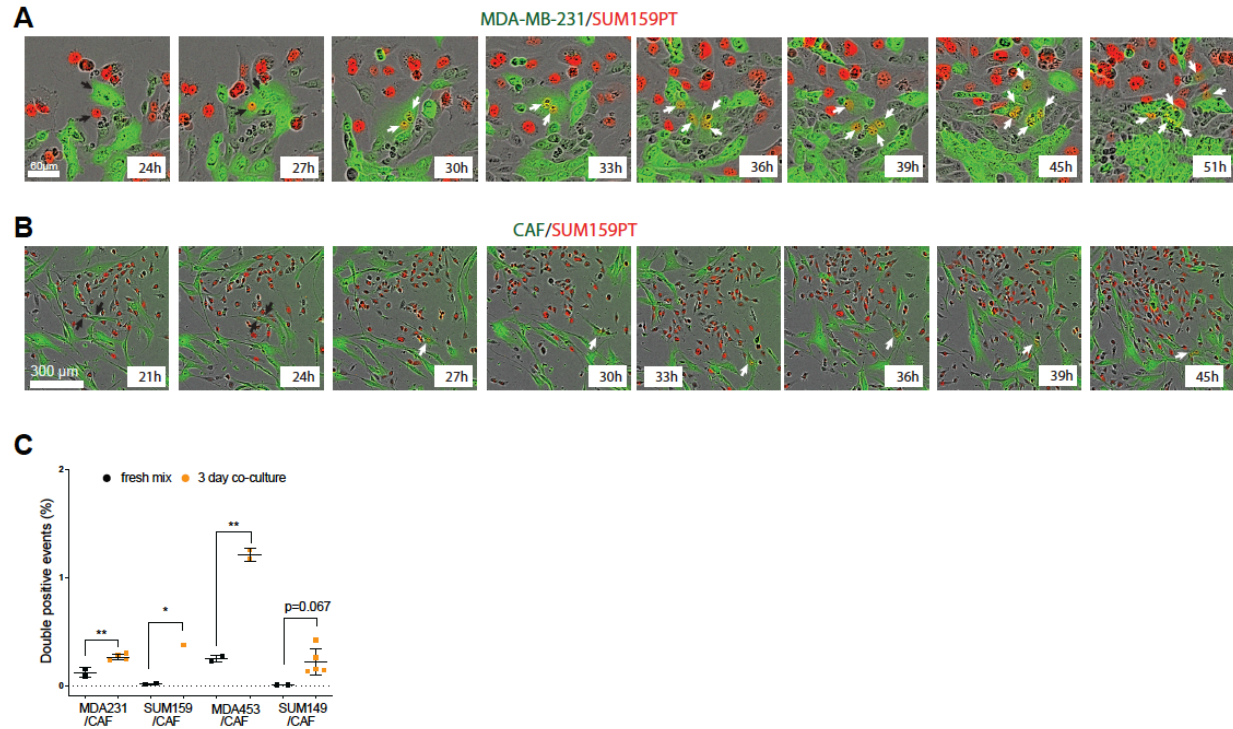 A
MDA-MB-231/SUM159PT
60µm
24h
27h
30h
33h
36h
39h
45h
51h
B
CAF/SUM159PT
300 µm
21h
24h
27h
30h
33h
36h
39h
45h
C
fresh mix
3 day co-culture
Double positive events (%)
2
1
0
**
*
**
p=0.067
MDA231
/CAF
SUM159
/CAF
MDA453
/CAF
SUM149
/CAF